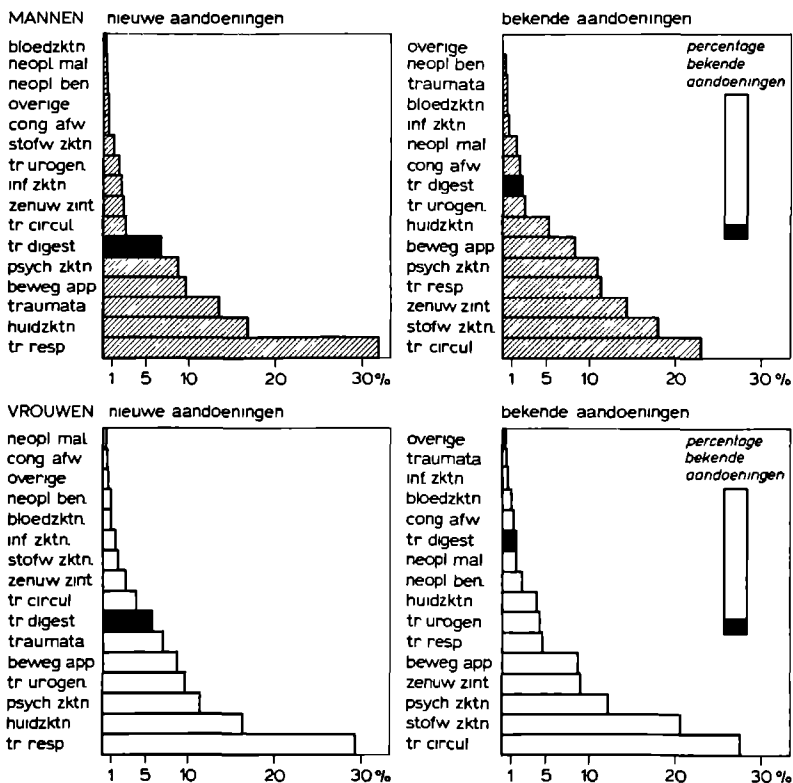 MANNEN nieuwe aandoeningen
bloedzktn
neopl mal
neopl ben
overige
cong afw
stofw zktn
tr urogen.
inf zktn
zenuw zint
tr circul
tr digest
psych zktn
beweg app
traumata
huidzktn
tr resp
1 5 10 20 30%
bekende aandoeningen
overige
neopl ben
traumata
bloedzktn
inf zktn
neopl mal
cong afw
tr digest
tr urogen.
huidzktn
beweg app
psych zktn
tr resp
zenuw zint
stofw zktn.
tr circul
percentage
bekende
aandoeningen
1 5 10 20 30%
VROUWEN nieuwe aandoeningen
neopl mal
cong afw
overige
neopl ben.
bloedzktn.
inf zktn.
stofw zktn.
zenuw zint
tr circul
tr digest
traumata
beweg app
tr urogen.
psych zktn
huidzktn
tr resp
1 5 10 20 30%
bekende aandoeningen
overige
traumata
inf zktn
bloedzktn
cong afw
tr digest
neopl mal
neopl ben.
huidzktn
tr urogen
tr resp
beweg app
zenuw zint
psych zktn
stofw zktn
tr circul
percentage
bekende
aandoeningen
1 5 10 20 30%